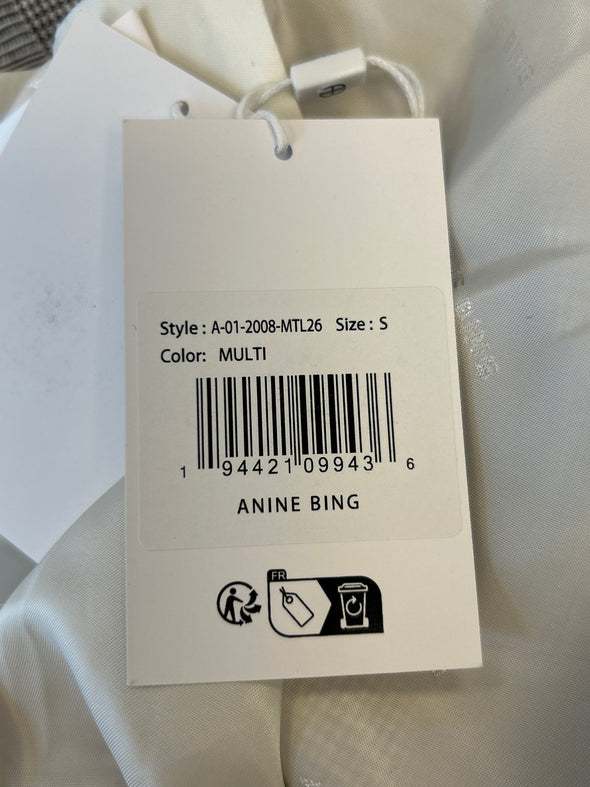 Style : A-01-2008-MTL26 Size : S
Color: MULTI
1 94421 09943 6
ANINE BING
FR